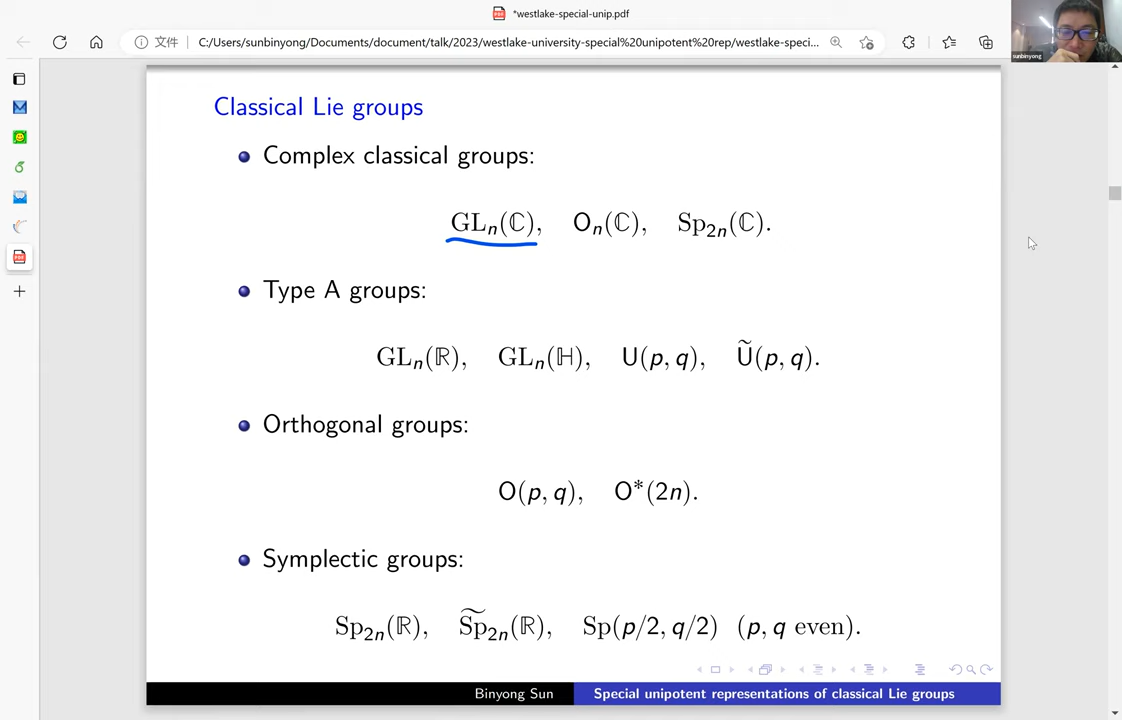 *westlake-special-unip.pdf
文件 C:/Users/sunbinyong/Documents/document/talk/2023/westlake-university-special%20unipotent%20rep/westlake-speci...
sunbinyong
Classical Lie groups
Complex classical groups:
GLₙ(ℂ), Oₙ(ℂ), Sp₂ₙ(ℂ).
Type A groups:
GLₙ(ℝ), GLₙ(ℍ), U(p, q), Ũ(p, q).
Orthogonal groups:
O(p, q), O*(2n).
Symplectic groups:
Sp₂ₙ(ℝ), S͠p₂ₙ(ℝ), Sp(p/2, q/2) (p, q even).
Binyong Sun Special unipotent representations of classical Lie groups